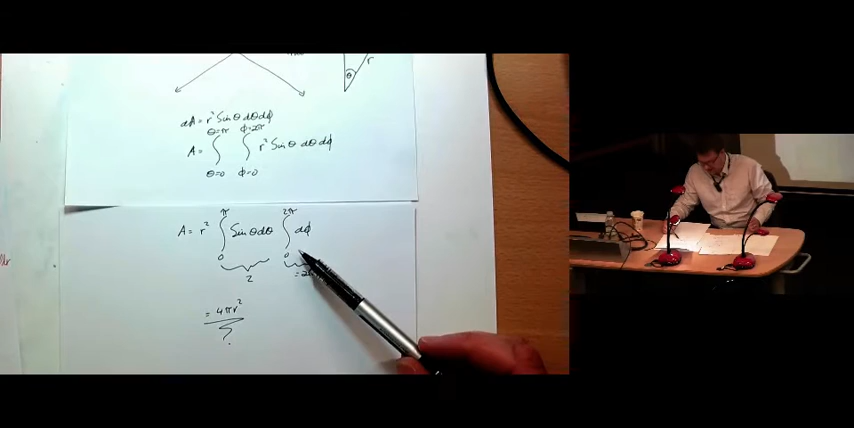 r
θ
dA = r² Sin θ dθ dϕ
θ=π ϕ=2π
A = ∫ ∫ r² Sin θ dθ dϕ
θ=0 ϕ=0
π 2π
A = r² ∫ Sin θ dθ ∫ dϕ
0 0
2 = 2
= 4πr²